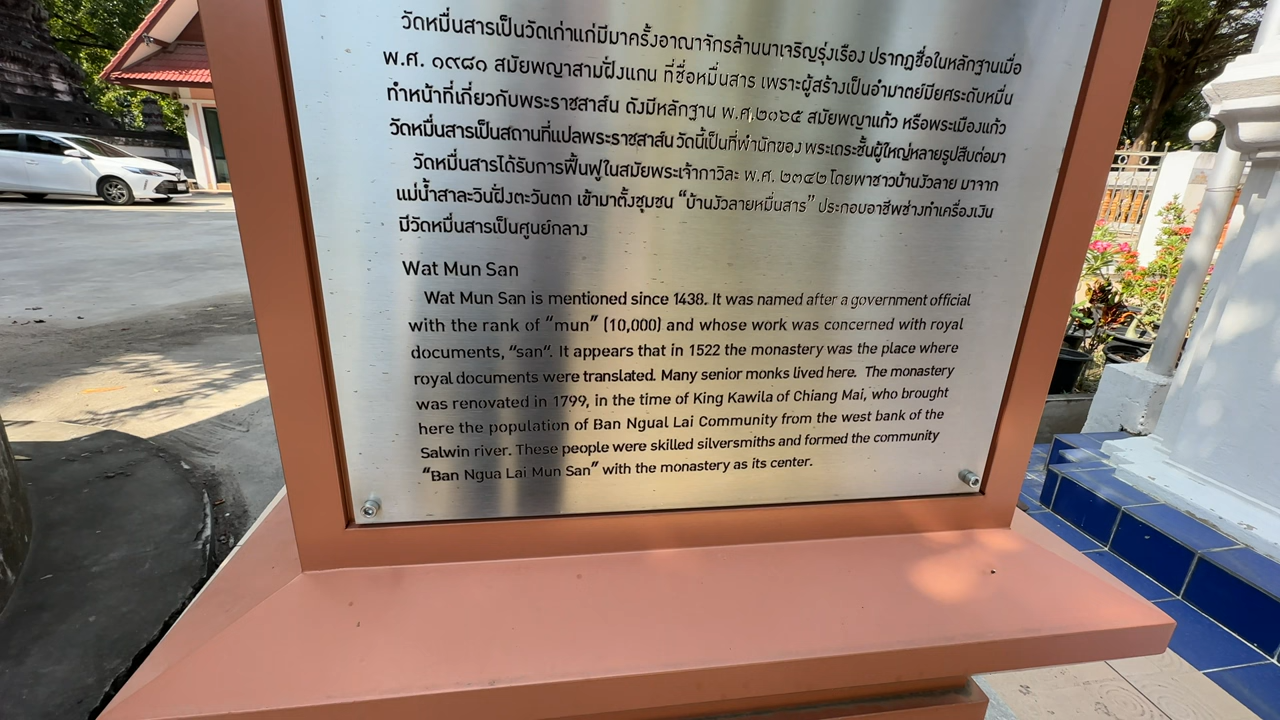 วัดหมื่นสารเป็นวัดเก่าแก่มีมาครั้งอาณาจักรล้านนาเจริญรุ่งเรือง ปรากฏชื่อในหลักฐานเมื่อ
พ.ศ. ๑๙๘๑ สมัยพญาสามฝั่งแกน ที่ชื่อหมื่นสาร เพราะผู้สร้างเป็นอำมาตย์มียศระดับหมื่น
ทำหน้าที่เกี่ยวกับพระราชสาส์น ดังมีหลักฐาน พ.ศ.๒๐๖๕ สมัยพญาแก้ว หรือพระเมืองแก้ว
วัดหมื่นสารเป็นสถานที่แปลพระราชสาส์น วัดนี้เป็นที่พำนักของ พระเถระชั้นผู้ใหญ่หลายรูปสืบต่อมา
วัดหมื่นสารได้รับการฟื้นฟูในสมัยพระเจ้ากาวิละ พ.ศ. ๒๓๔๒ โดยพาชาวบ้านงัวลาย มาจาก
แม่น้ำสาละวินฝั่งตะวันตก เข้ามาตั้งชุมชน “บ้านงัวลายหมื่นสาร” ประกอบอาชีพช่างทำเครื่องเงิน
มีวัดหมื่นสารเป็นศูนย์กลาง
Wat Mun San
Wat Mun San is mentioned since 1438. It was named after a government official
with the rank of “mun” (10,000) and whose work was concerned with royal
documents, “san”. It appears that in 1522 the monastery was the place where
royal documents were translated. Many senior monks lived here. The monastery
was renovated in 1799, in the time of King Kawila of Chiang Mai, who brought
here the population of Ban Ngual Lai Community from the west bank of the
Salwin river. These people were skilled silversmiths and formed the community
“Ban Ngua Lai Mun San” with the monastery as its center.